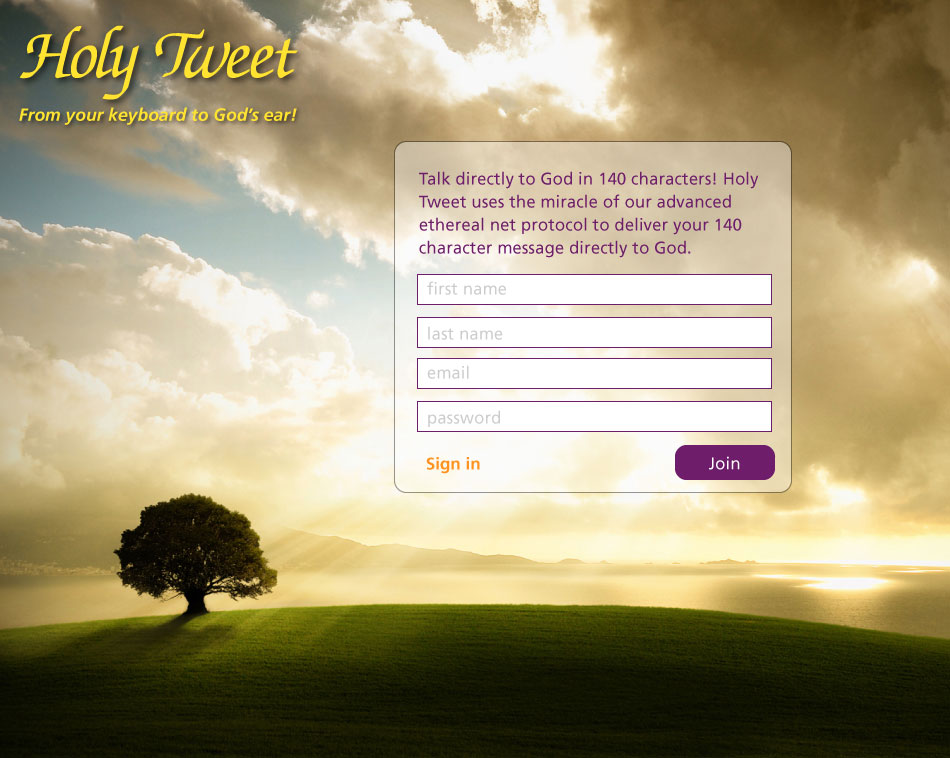 Holy Tweet
From your keyboard to God's ear!
Talk directly to God in 140 characters! Holy
Tweet uses the miracle of our advanced
ethereal net protocol to deliver your 140
character message directly to God.
first name
last name
email
password
Sign in
Join